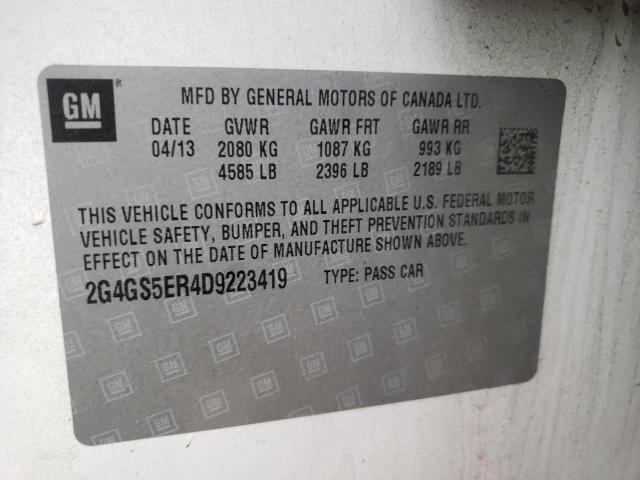 GM
MFD BY GENERAL MOTORS OF CANADA LTD.
DATE GVWR GAWR FRT GAWR RR
04/13 2080 KG 1087 KG 993 KG
4585 LB 2396 LB 2189 LB
THIS VEHICLE CONFORMS TO ALL APPLICABLE U.S. FEDERAL MOTOR
VEHICLE SAFETY, BUMPER, AND THEFT PREVENTION STANDARDS IN
EFFECT ON THE DATE OF MANUFACTURE SHOWN ABOVE.
2G4GS5ER4D9223419 TYPE: PASS CAR